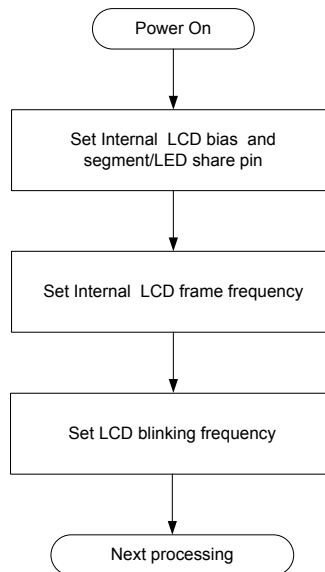 Power On
Set Internal LCD bias and
segment/LED share pin
Set Internal LCD frame frequency
Set LCD blinking frequency
Next processing